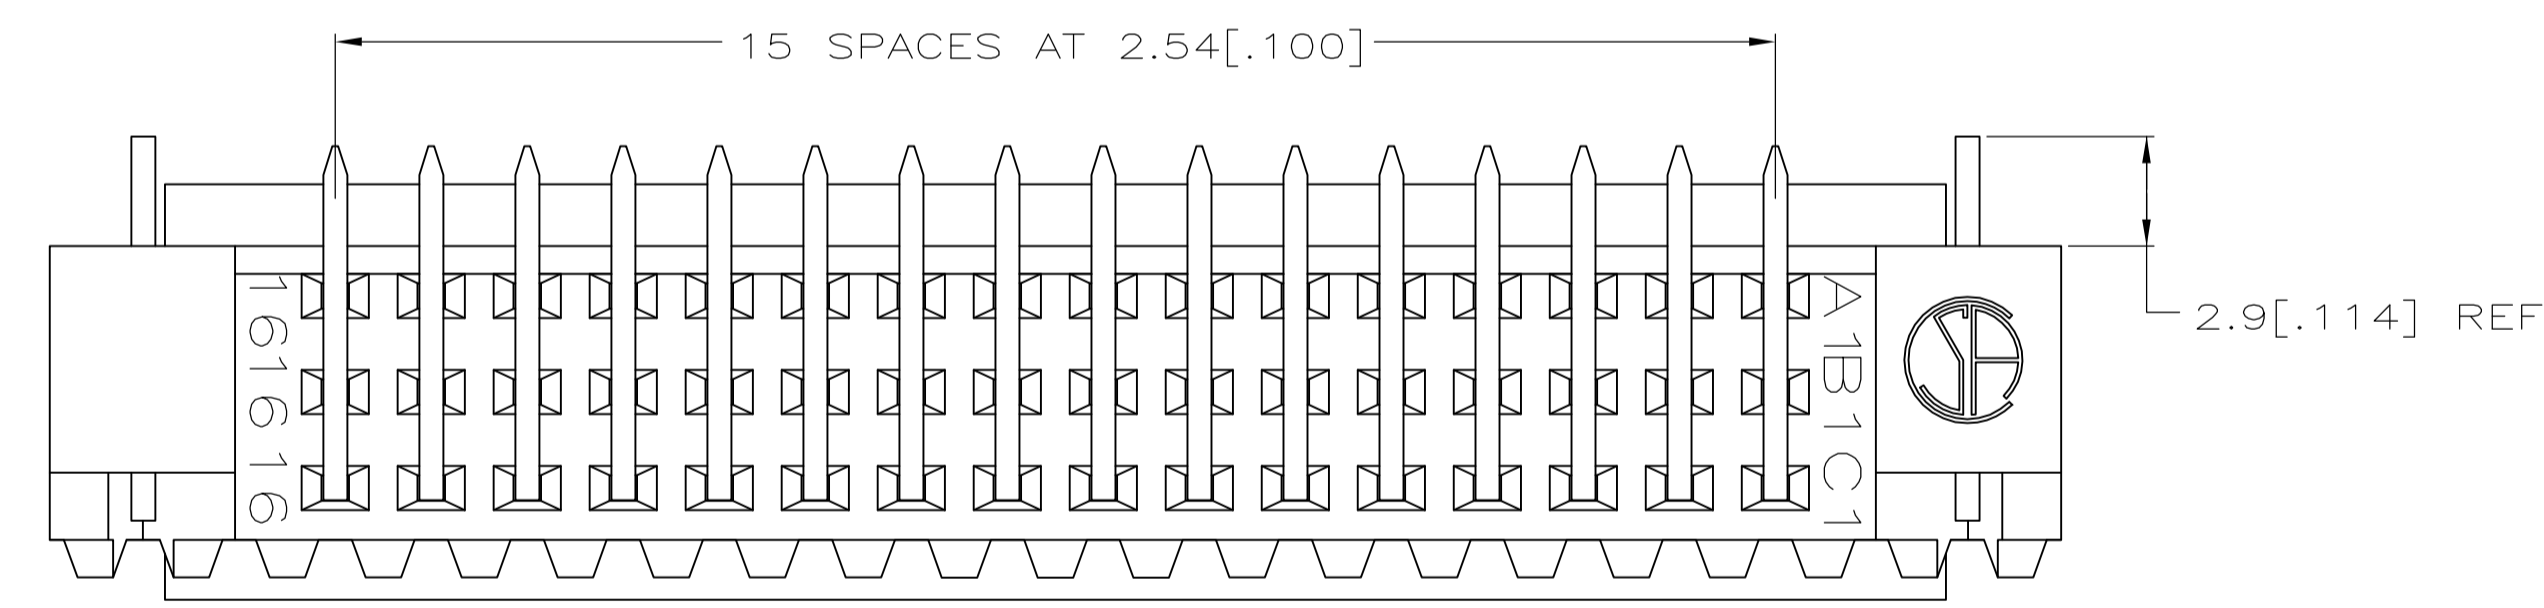 15 SPACES AT 2.54[.100]
2.9[.114] REF
16
16
16
A1
B1
C1